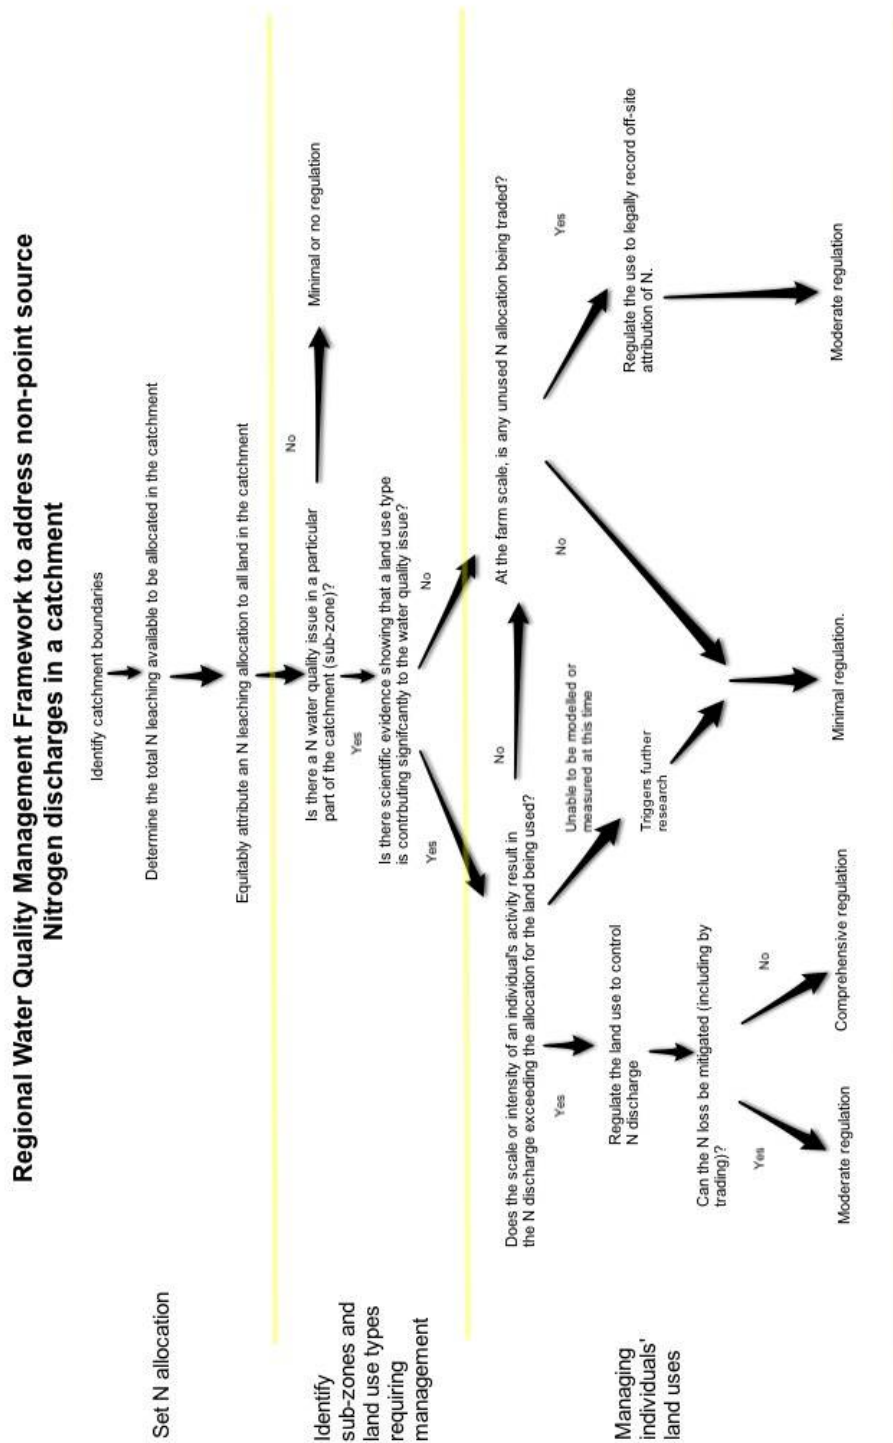 Regional Water Quality Management Framework to address non-point source
Nitrogen discharges in a catchment
Set N allocation
Identify catchment boundaries
Determine the total N leaching available to be allocated in the catchment
Equitably attribute an N leaching allocation to all land in the catchment
Identify
sub-zones and
land use types
requiring
management
Is there a N water quality issue in a particular
part of the catchment (sub-zone)?
No
Minimal or no regulation
Yes
Is there scientific evidence showing that a land use type
is contrbuting signifcantly to the water quality issue?
Yes
No
Managing
individuals'
land uses
Does the scale or intensity of an individual's activity result in
the N discharge exceeding the allocation for the land being used?
No
At the farm scale, is any unused N allocation being traded?
Yes
Unable to be modelled or
measured at this time
No
Yes
Regulate the land use to control
N discharge
Triggers further
research
Regulate the use to legally record off-site
attribution of N.
Can the N loss be mitigated (including by
trading)?
Yes
No
Moderate regulation
Comprehensive regulation
Minimal regulation.
Moderate regulation